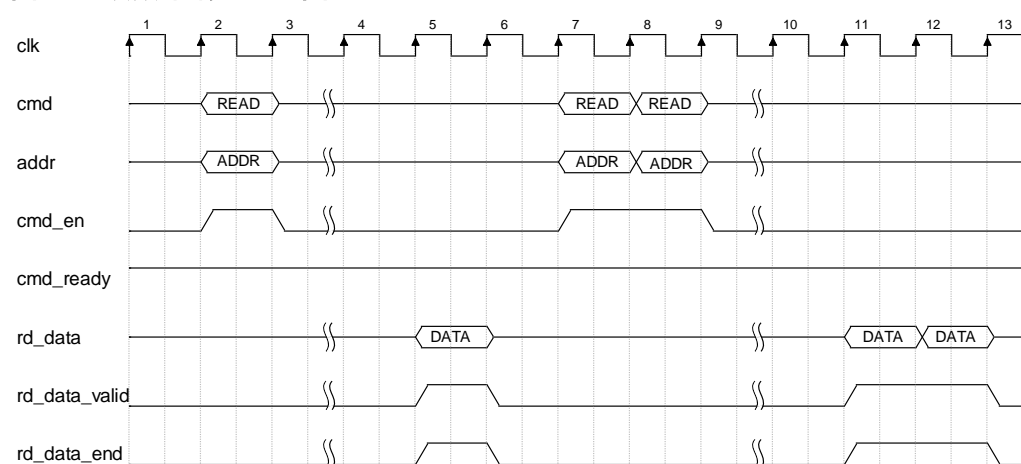 1 2 3 4 5 6 7 8 9 10 11 12 13
clk
cmd READ READ READ
addr ADDR ADDR ADDR
cmd_en
cmd_ready
rd_data DATA DATA DATA
rd_data_valid
rd_data_end